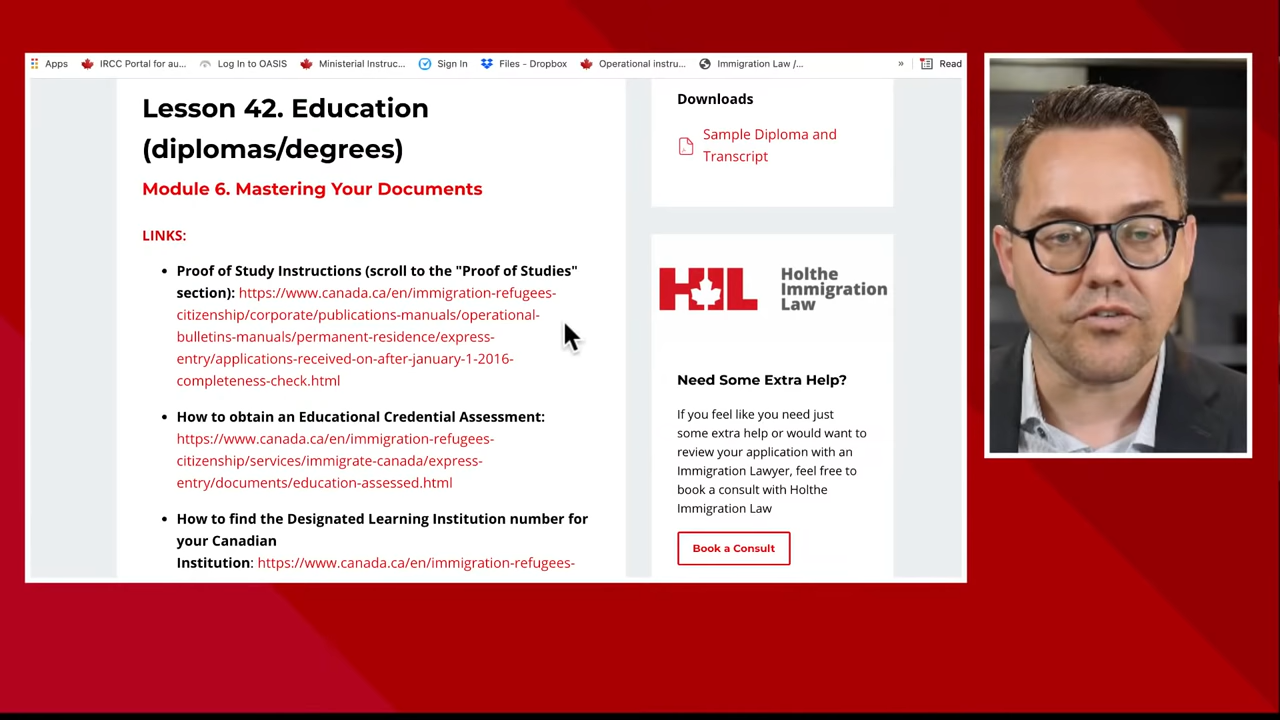 Apps
IRCC Portal for au...
Log In to OASIS
Ministerial Instruc...
Sign In
Files - Dropbox
Operational instru...
Immigration Law /...
»
Read
Lesson 42. Education
(diplomas/degrees)
Module 6. Mastering Your Documents
LINKS:
• Proof of Study Instructions (scroll to the "Proof of Studies"
section): https://www.canada.ca/en/immigration-refugees-
citizenship/corporate/publications-manuals/operational-
bulletins-manuals/permanent-residence/express-
entry/applications-received-on-after-january-1-2016-
completeness-check.html
• How to obtain an Educational Credential Assessment:
https://www.canada.ca/en/immigration-refugees-
citizenship/services/immigrate-canada/express-
entry/documents/education-assessed.html
• How to find the Designated Learning Institution number for
your Canadian
Institution: https://www.canada.ca/en/immigration-refugees-
Downloads
Sample Diploma and
Transcript
HIL
Holthe
Immigration
Law
Need Some Extra Help?
If you feel like you need just
some extra help or would want to
review your application with an
Immigration Lawyer, feel free to
book a consult with Holthe
Immigration Law
Book a Consult